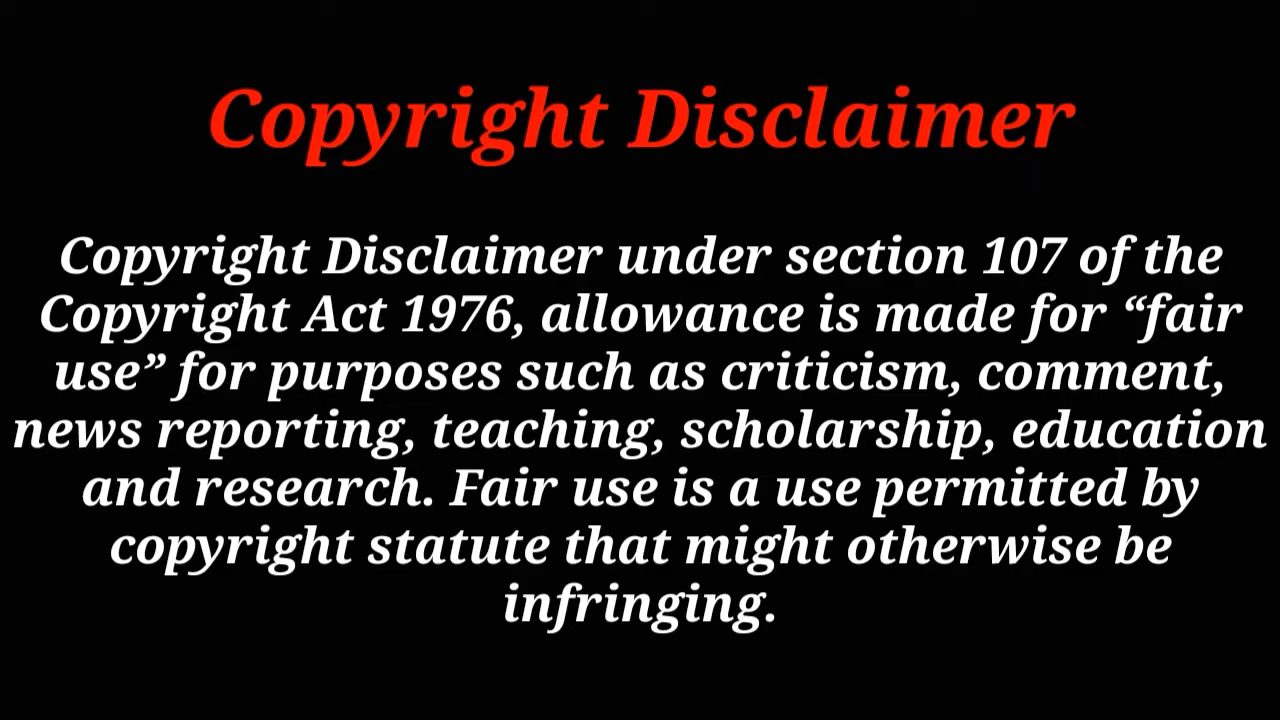 Copyright Disclaimer
Copyright Disclaimer under section 107 of the
Copyright Act 1976, allowance is made for “fair
use” for purposes such as criticism, comment,
news reporting, teaching, scholarship, education
and research. Fair use is a use permitted by
copyright statute that might otherwise be
infringing.